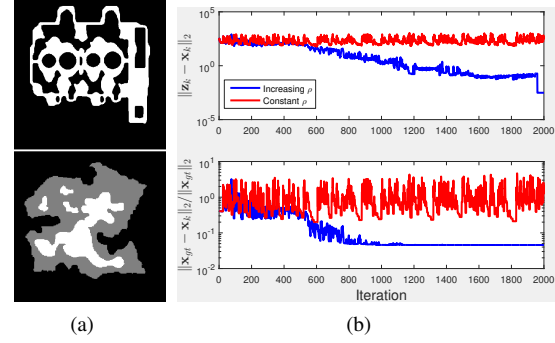 10^5
10^0
10^-5
‖z_k − x_k‖_2
Increasing ρ
Constant ρ
0 200 400 600 800 1000 1200 1400 1600 1800 2000
10^1
10^0
10^-1
10^-2
‖x_gt − x_k‖_2/‖x_gt‖_2
0 200 400 600 800 1000 1200 1400 1600 1800 2000
Iteration
(a) (b)